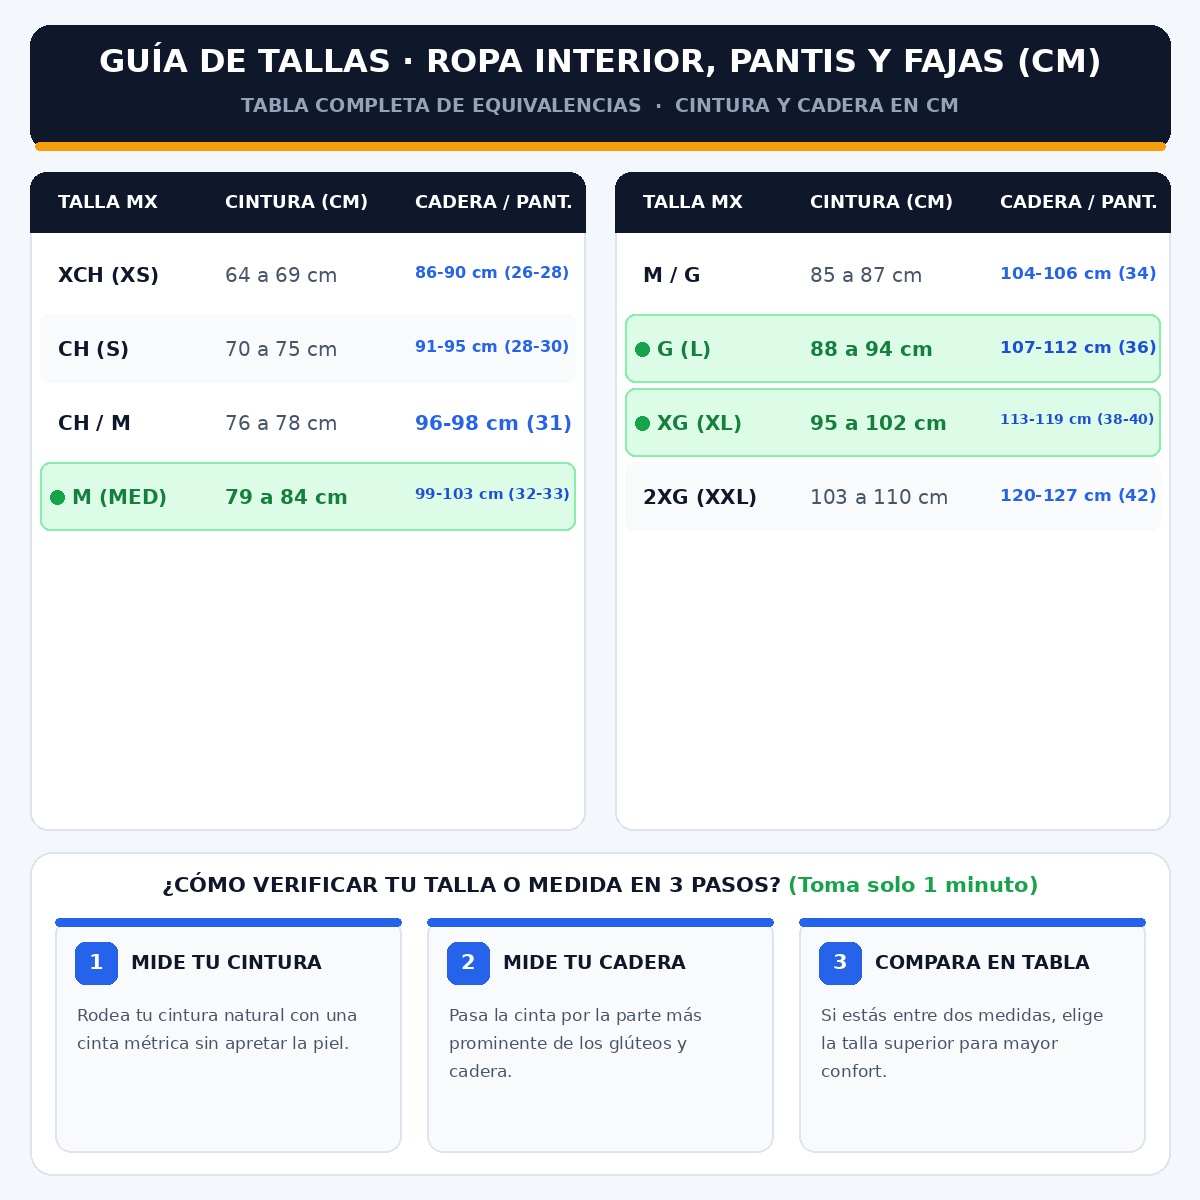 GUÍA DE TALLAS · ROPA INTERIOR, PANTIS Y FAJAS (CM)
TABLA COMPLETA DE EQUIVALENCIAS · CINTURA Y CADERA EN CM
TALLA MX CINTURA (CM) CADERA / PANT.
XCH (XS) 64 a 69 cm 86-90 cm (26-28)
CH (S) 70 a 75 cm 91-95 cm (28-30)
CH / M 76 a 78 cm 96-98 cm (31)
M (MED) 79 a 84 cm 99-103 cm (32-33)
TALLA MX CINTURA (CM) CADERA / PANT.
M / G 85 a 87 cm 104-106 cm (34)
G (L) 88 a 94 cm 107-112 cm (36)
XG (XL) 95 a 102 cm 113-119 cm (38-40)
2XG (XXL) 103 a 110 cm 120-127 cm (42)
¿CÓMO VERIFICAR TU TALLA O MEDIDA EN 3 PASOS? (Toma solo 1 minuto)
1 MIDE TU CINTURA
Rodea tu cintura natural con una
cinta métrica sin apretar la piel.
2 MIDE TU CADERA
Pasa la cinta por la parte más
prominente de los glúteos y
cadera.
3 COMPARA EN TABLA
Si estás entre dos medidas, elige
la talla superior para mayor
confort.